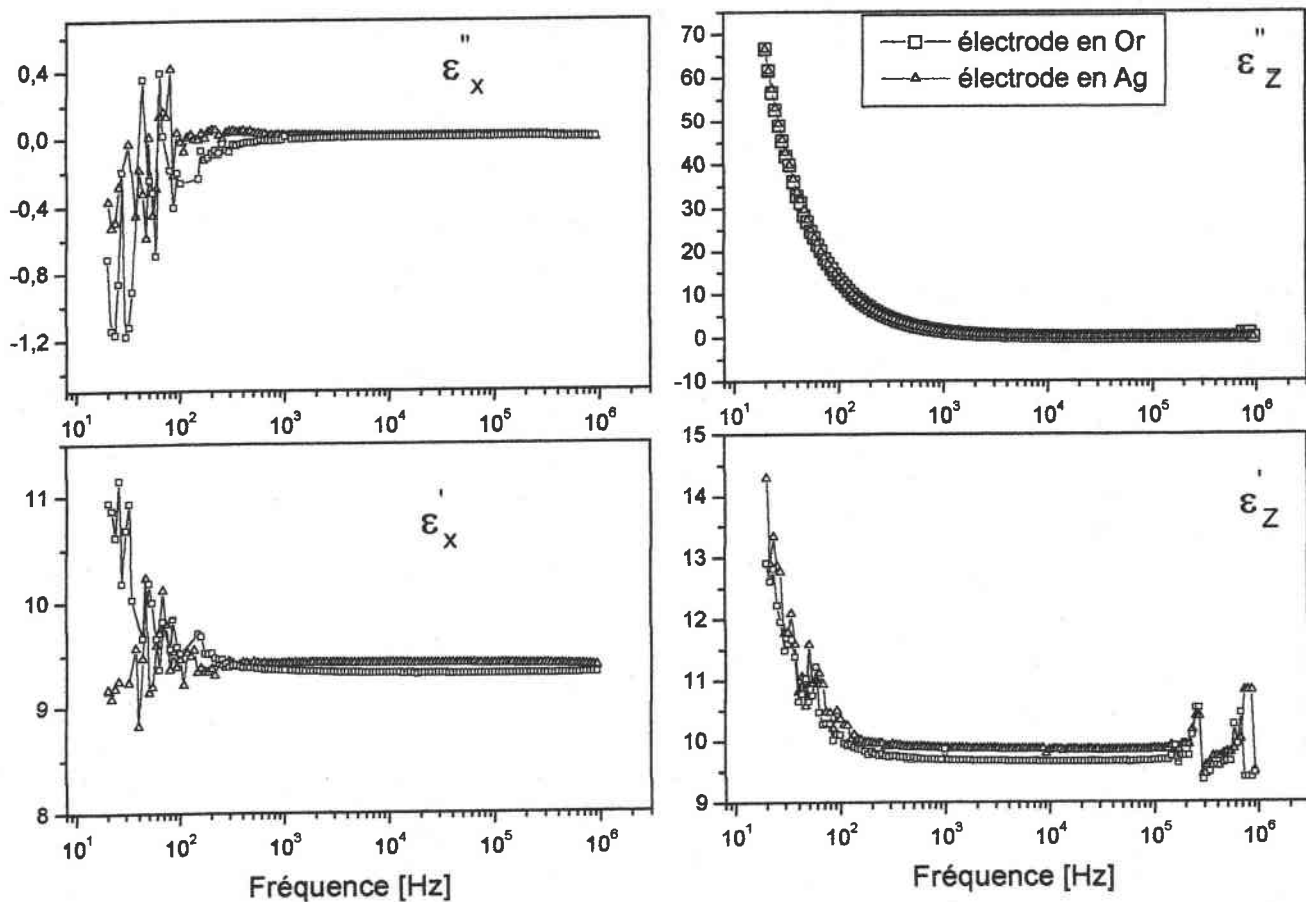 ε"x
0,4
0,0
-0,4
-0,8
-1,2
10¹ 10² 10³ 10⁴ 10⁵ 10⁶
ε"z
électrode en Or
électrode en Ag
70
60
50
40
30
20
10
0
-10
10¹ 10² 10³ 10⁴ 10⁵ 10⁶
ε'x
11
10
9
8
10¹ 10² 10³ 10⁴ 10⁵ 10⁶
Fréquence [Hz]
ε'z
15
14
13
12
11
10
9
10¹ 10² 10³ 10⁴ 10⁵ 10⁶
Fréquence [Hz]